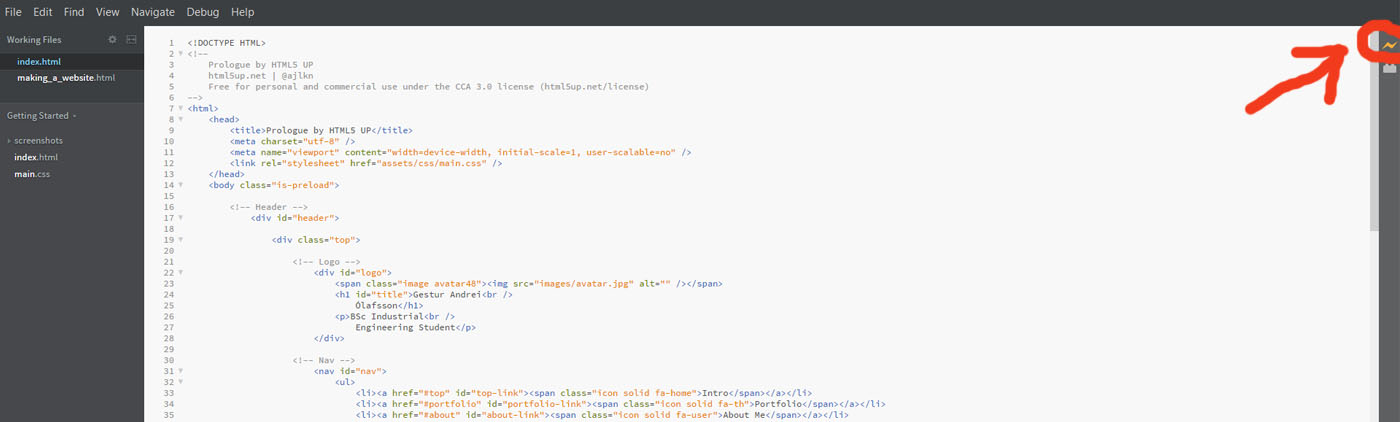 File Edit Find View Navigate Debug Help
Working Files
index.html
making_a_website.html
Getting Started
screenshots
index.html
main.css
1 <!DOCTYPE HTML>
2 <!--
3 Prologue by HTML5 UP
4 html5up.net | @ajlkn
5 Free for personal and commercial use under the CCA 3.0 license (html5up.net/license)
6 -->
7 <html>
8 <head>
9 <title>Prologue by HTML5 UP</title>
10 <meta charset="utf-8" />
11 <meta name="viewport" content="width=device-width, initial-scale=1, user-scalable=no" />
12 <link rel="stylesheet" href="assets/css/main.css" />
13 </head>
14 <body class="is-preload">
15
16 <!-- Header -->
17 <div id="header">
18
19 <div class="top">
20
21 <!-- Logo -->
22 <div id="logo">
23 <span class="image avatar48"><img src="images/avatar.jpg" alt="" /></span>
24 <h1 id="title">Gestur Andrei<br />
25 Ólafsson</h1>
26 <p>BSc Industrial<br />
27 Engineering Student</p>
28 </div>
29
30 <!-- Nav -->
31 <nav id="nav">
32 <ul>
33 <li><a href="#top" id="top-link"><span class="icon solid fa-home">Intro</span></a></li>
34 <li><a href="#portfolio" id="portfolio-link"><span class="icon solid fa-th">Portfolio</span></a></li>
35 <li><a href="#about" id="about-link"><span class="icon solid fa-user">About Me</span></a></li>